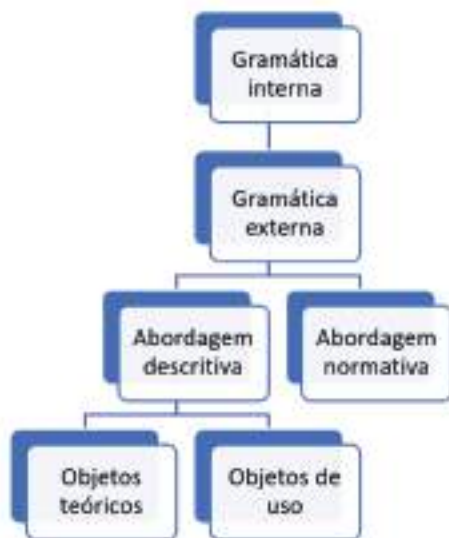 Gramática
interna
Gramática
externa
Abordagem
descritiva
Abordagem
normativa
Objetos
teóricos
Objetos de
uso